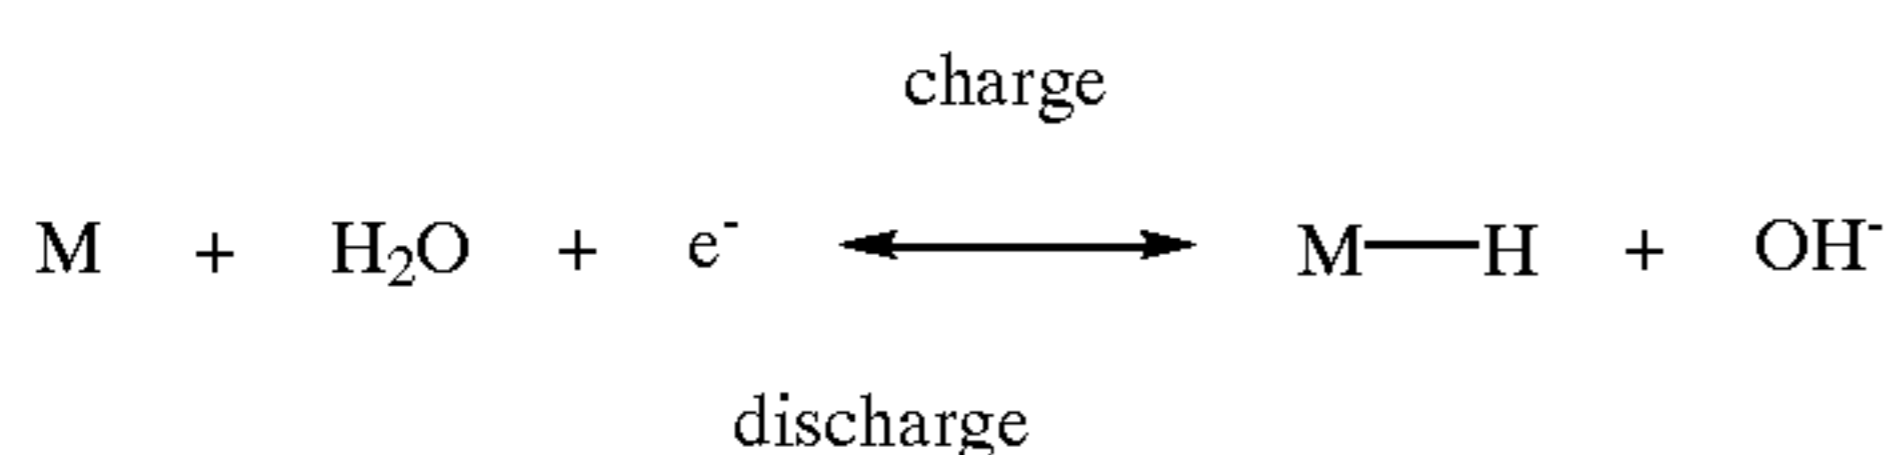 charge
M + H₂O + e⁻ ⟷ M—H + OH⁻
discharge